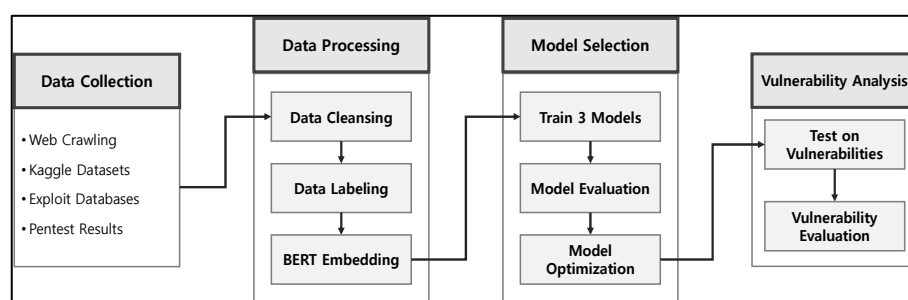 Data Collection
• Web Crawling
• Kaggle Datasets
• Exploit Databases
• Pentest Results
Data Processing
Data Cleansing
Data Labeling
BERT Embedding
Model Selection
Train 3 Models
Model Evaluation
Model
Optimization
Vulnerability Analysis
Test on
Vulnerabilities
Vulnerability
Evaluation